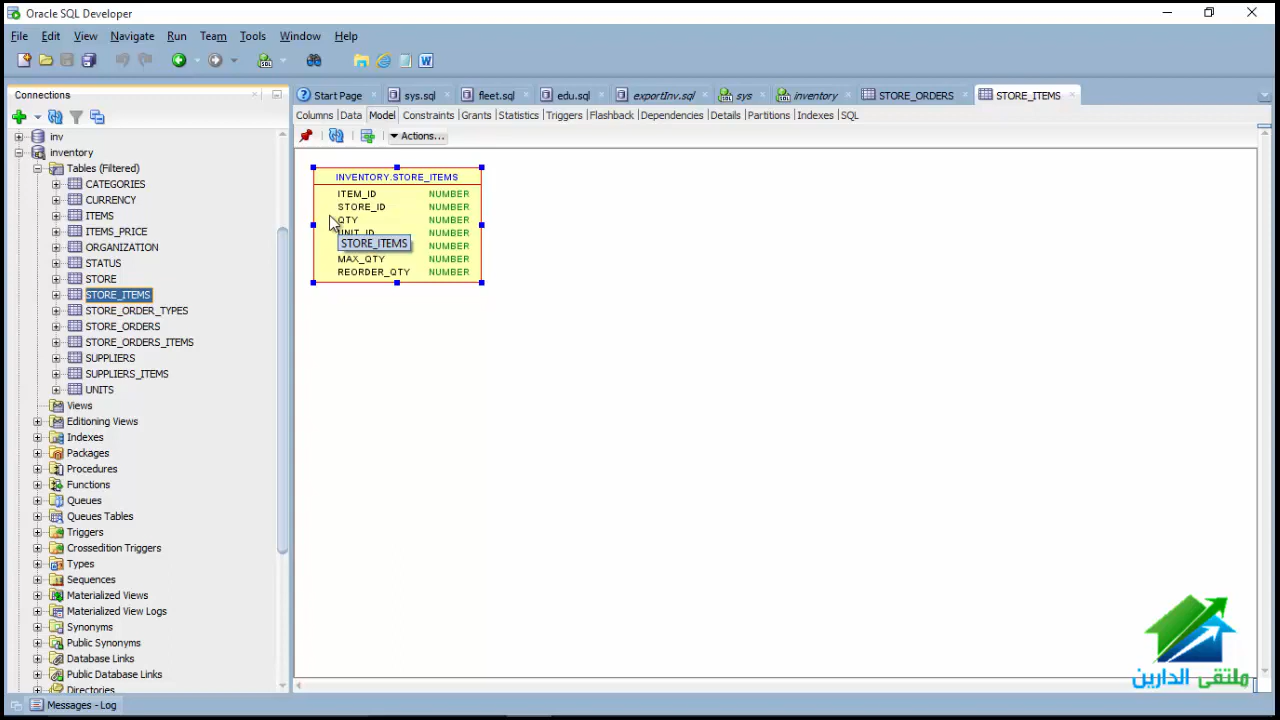 Oracle SQL Developer
File Edit View Navigate Run Team Tools Window Help
Connections
inv
inventory
Tables (Filtered)
CATEGORIES
CURRENCY
ITEMS
ITEMS_PRICE
ORGANIZATION
STATUS
STORE
STORE_ITEMS
STORE_ORDER_TYPES
STORE_ORDERS
STORE_ORDERS_ITEMS
SUPPLIERS
SUPPLIERS_ITEMS
UNITS
Views
Editioning Views
Indexes
Packages
Procedures
Functions
Queues
Queues Tables
Triggers
Crossedition Triggers
Types
Sequences
Materialized Views
Materialized View Logs
Synonyms
Public Synonyms
Database Links
Public Database Links
Directories
Start Page sys.sql fleet.sql edu.sql exportInv.sql sys inventory STORE_ORDERS STORE_ITEMS
Columns Data Model Constraints Grants Statistics Triggers Flashback Dependencies Details Partitions Indexes SQL
Actions...
INVENTORY.STORE_ITEMS
ITEM_ID NUMBER
STORE_ID NUMBER
QTY NUMBER
UNIT_ID NUMBER
STORE_ITEMS NUMBER
MAX_QTY NUMBER
REORDER_QTY NUMBER
ملتقى الدارين
Messages - Log